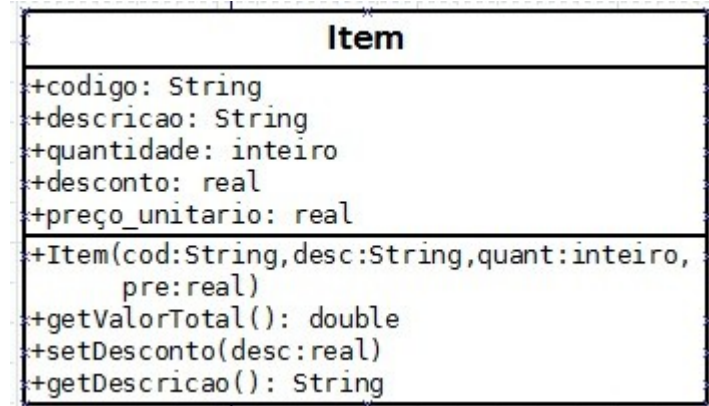 Item
+codigo: String
+descricao: String
+quantidade: inteiro
+desconto: real
+preço_unitario: real
+Item(cod:String,desc:String,quant:inteiro,
pre:real)
+getValorTotal(): double
+setDesconto(desc:real)
+getDescricao(): String